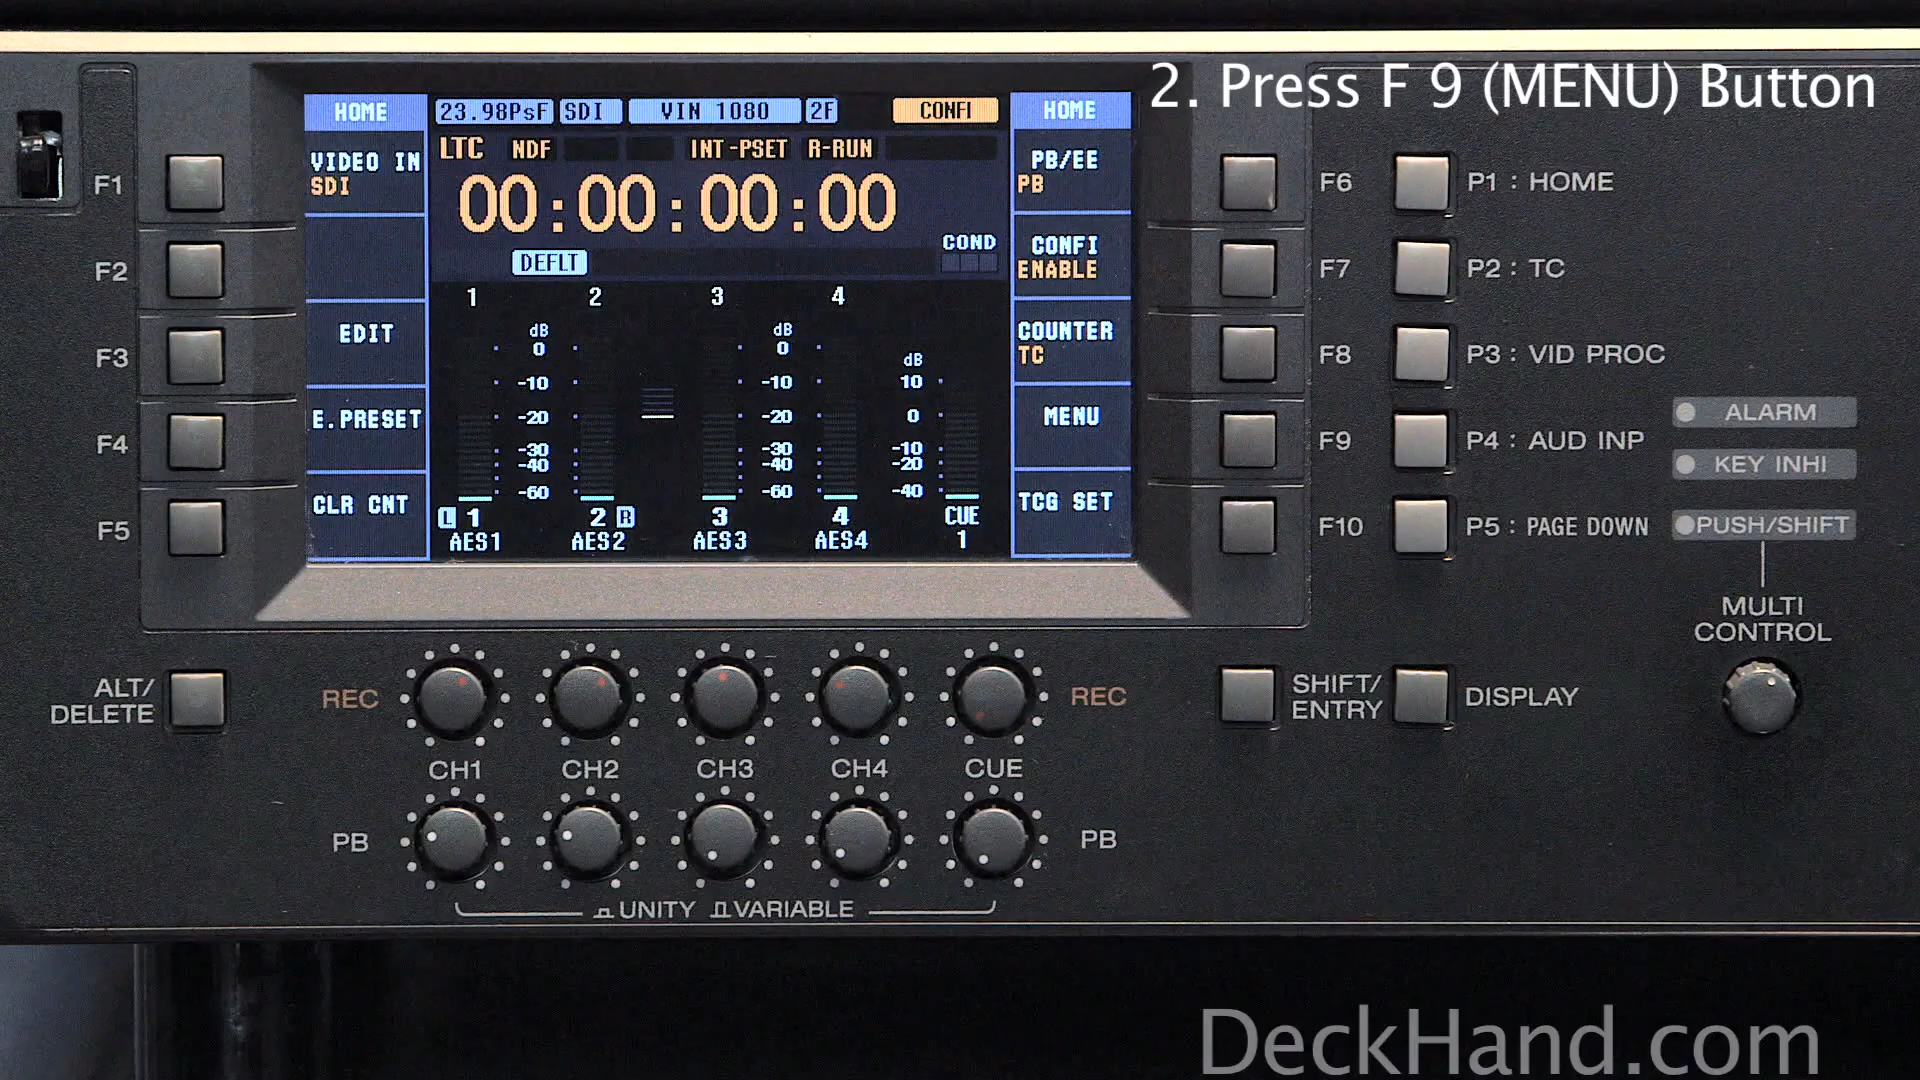 2. Press F 9 (MENU) Button
HOME
23.98PsF SDI VIN 1080 2F CONFI
HOME
VIDEO IN
SDI
EDIT
E.PRESET
CLR CNT
LTC NDF INT-PSET R-RUN
00:00:00:00
COND
DEFLT
1 2 3 4
dB dB dB
0 0
-10 -10 10
-20 -20 0
-30 -30 -10
-40 -40 -20
-60 -60 -40
L 1 2 R 3 4 CUE
AES1 AES2 AES3 AES4 1
PB/EE
PB
CONFI
ENABLE
COUNTER
TC
MENU
TCG SET
F1
F2
F3
F4
F5
F6 P1 : HOME
F7 P2 : TC
F8 P3 : VID PROC
F9 P4 : AUD INP
F10 P5 : PAGE DOWN
ALARM
KEY INHI
PUSH/SHIFT
MULTI
CONTROL
ALT/
DELETE
REC REC
SHIFT/
ENTRY
DISPLAY
CH1 CH2 CH3 CH4 CUE
PB PB
UNITY VARIABLE
DeckHand.com